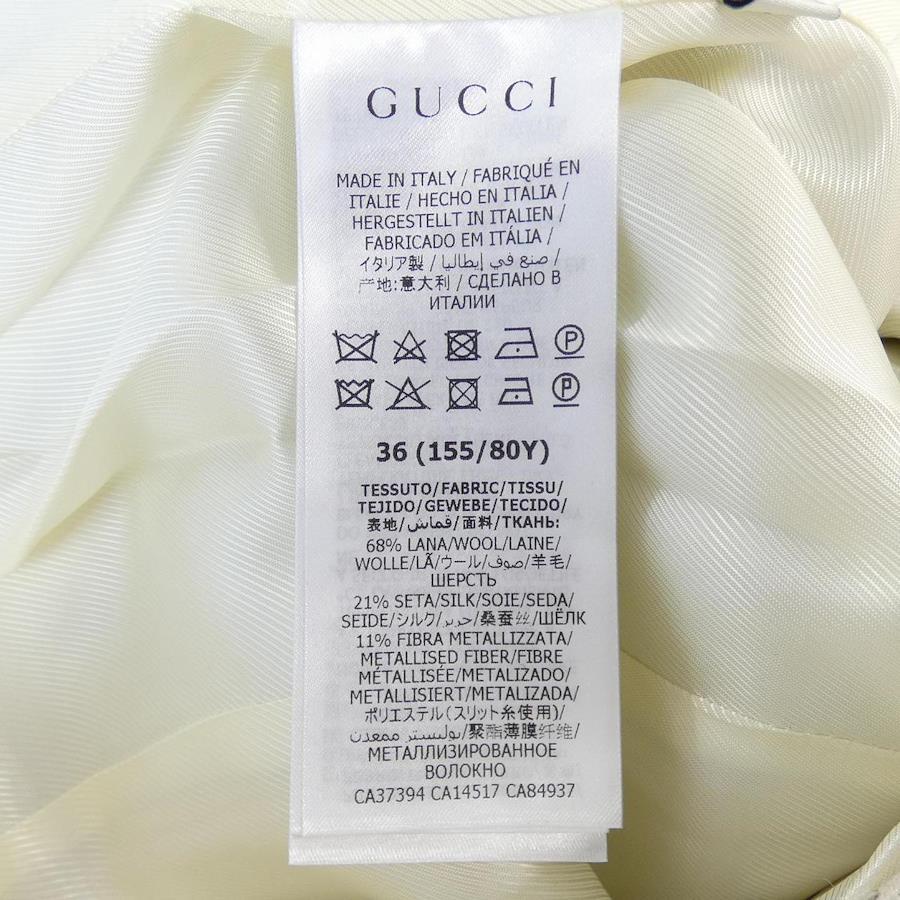 GUCCI
MADE IN ITALY / FABRIQUÉ EN
ITALIE / HECHO EN ITALIA /
HERGESTELLT IN ITALIEN /
FABRICADO EM ITÁLIA /
イタリア製 / صنع في إيطاليا /
产地:意大利 / СДЕЛАНО В
ИТАЛИИ
P
P
36 (155/80Y)
TESSUTO/FABRIC/TISSU/
TEJIDO/GEWEBE/TECIDO/
表地/قماش/面料/ТКАНЬ:
68% LANA/WOOL/LAINE/
WOLLE/LÃ/ウール/صوف/羊毛/
ШЕРСТЬ
21% SETA/SILK/SOIE/SEDA/
SEIDE/シルク/حرير/桑蚕丝/ШЁЛК
11% FIBRA METALLIZZATA/
METALLISED FIBER/FIBRE
MÉTALLISÉE/METALIZADO/
METALLISIERT/METALIZADA/
ポリエステル(スリット糸使用)/
بوليستر ممعدن/聚酯薄膜纤维/
МЕТАЛЛИЗИРОВАННОЕ
ВОЛОКНО
CA37394 CA14517 CA84937